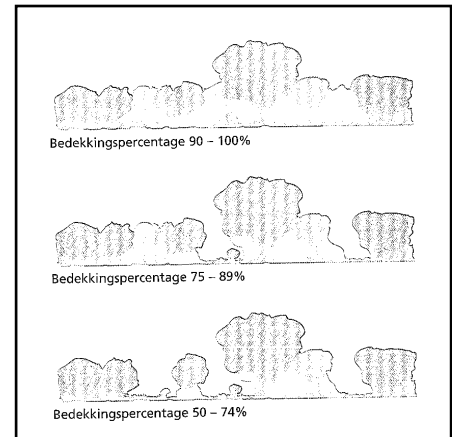 Bedekkingspercentage 90 – 100%
Bedekkingspercentage 75 – 89%
Bedekkingspercentage 50 – 74%